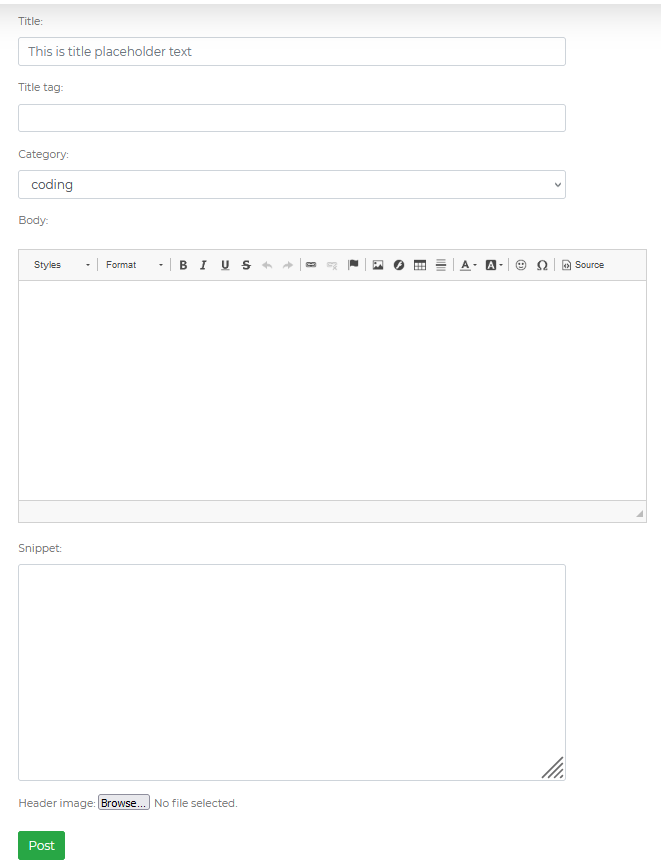 Title:
This is title placeholder text
Title tag:
Category:
coding
Body:
Styles Format B I U S A A Ω Source
Snippet:
Header image: Browse... No file selected.
Post